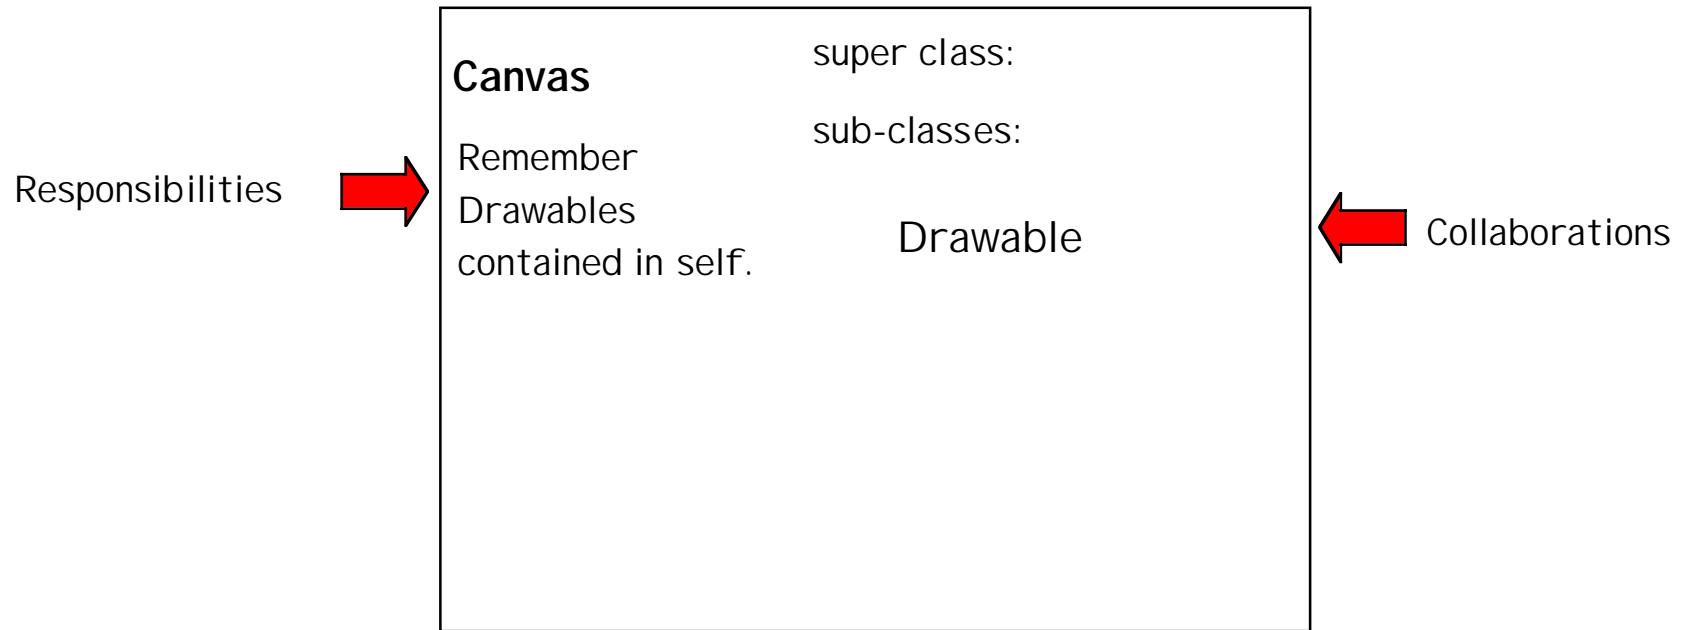 Canvas
super class:
sub-classes:
Responsibilities
Remember
Drawables
contained in self.
Drawable
Collaborations